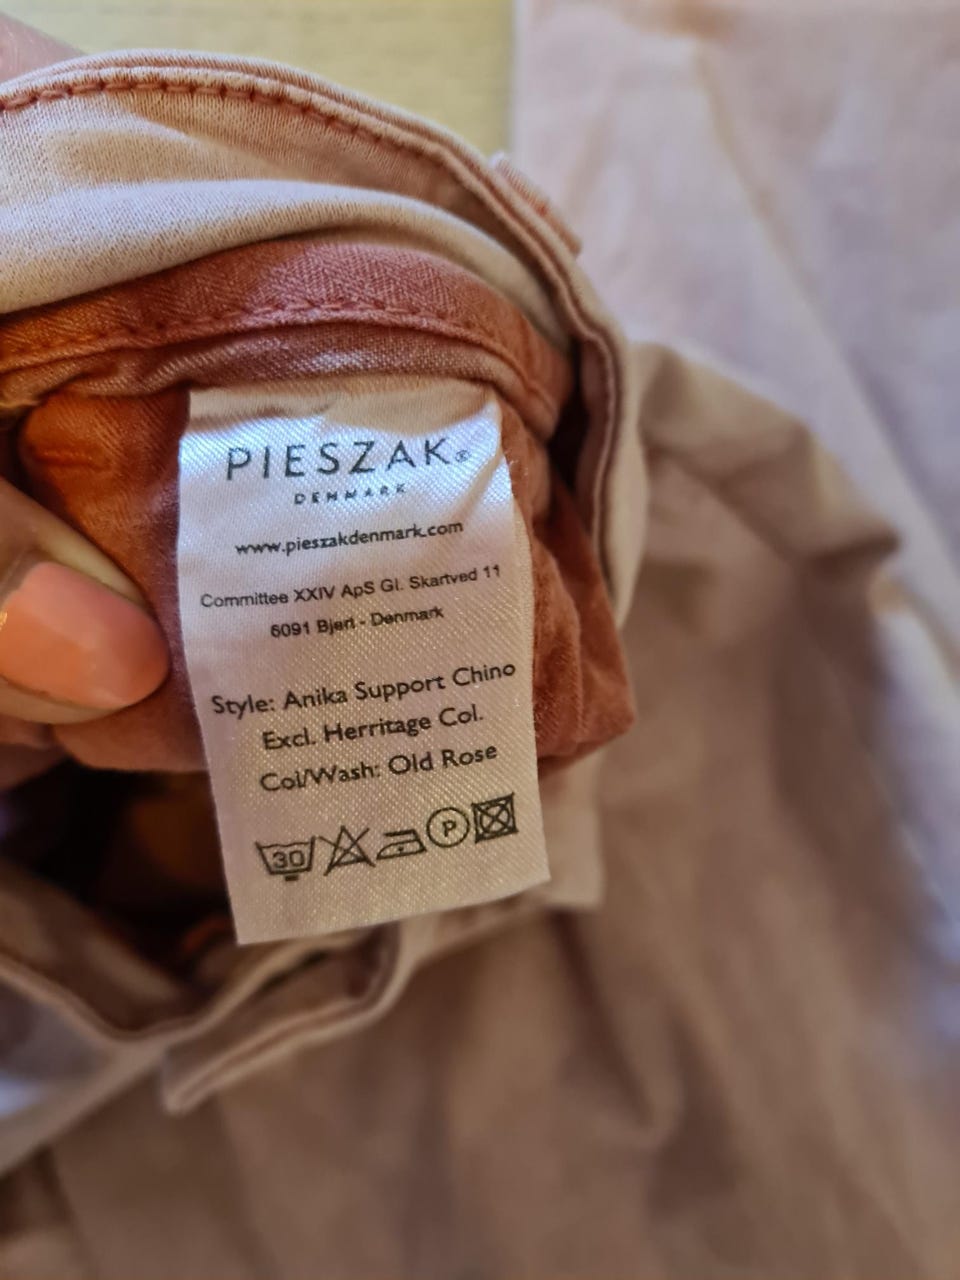 PIESZAK®
DENMARK
www.pieszakdenmark.com
Committee XXIV ApS Gl. Skartved 11
6091 Bjert - Denmark
Style: Anika Support Chino
Excl. Herritage Col.
Col/Wash: Old Rose
30 P